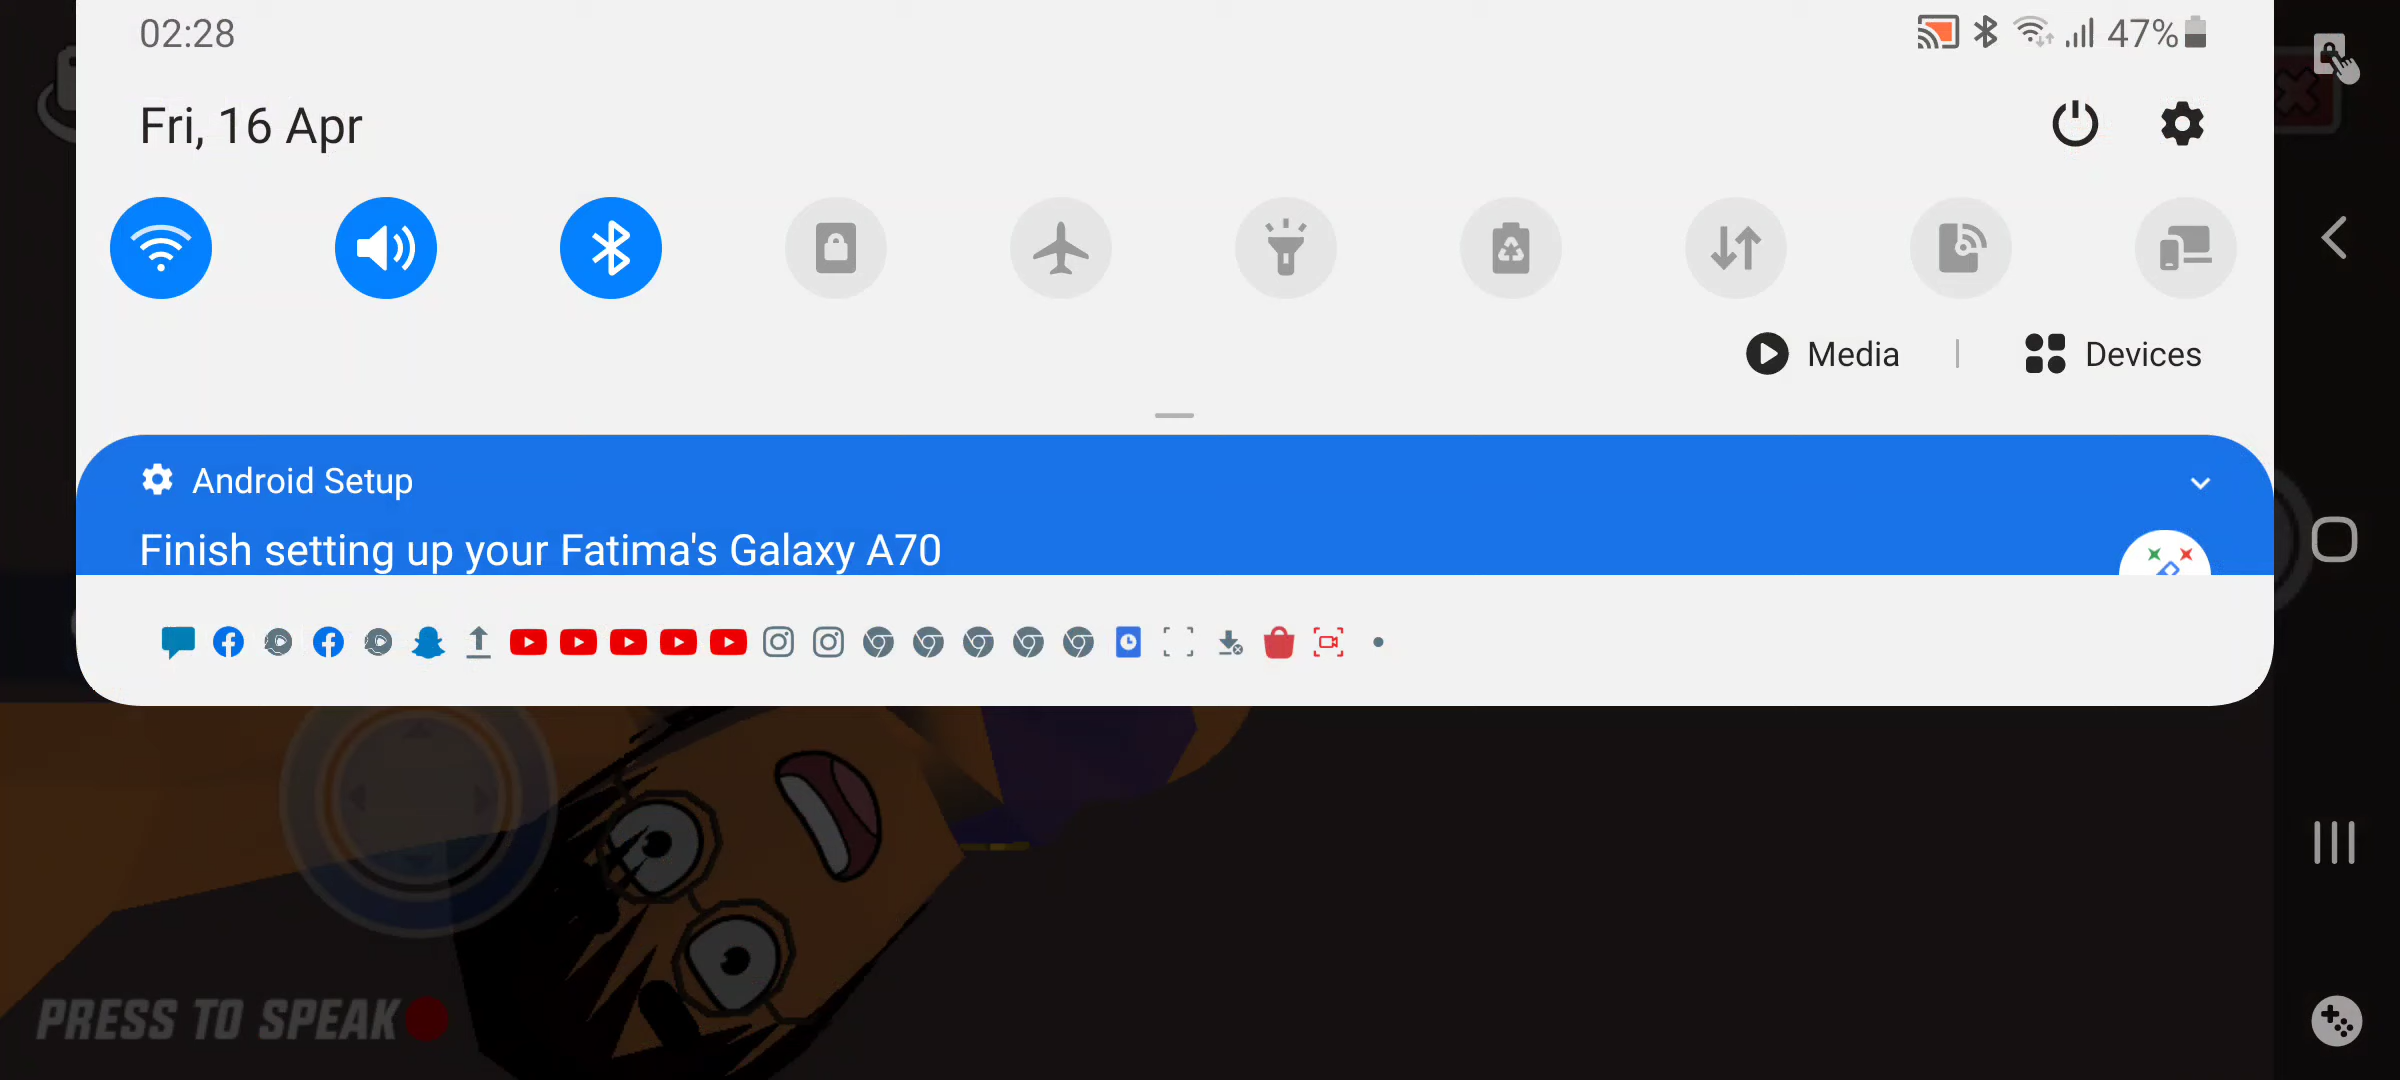 02:28
47%
Fri, 16 Apr
Media | Devices
Android Setup
Finish setting up your Fatima's Galaxy A70
PRESS TO SPEAK